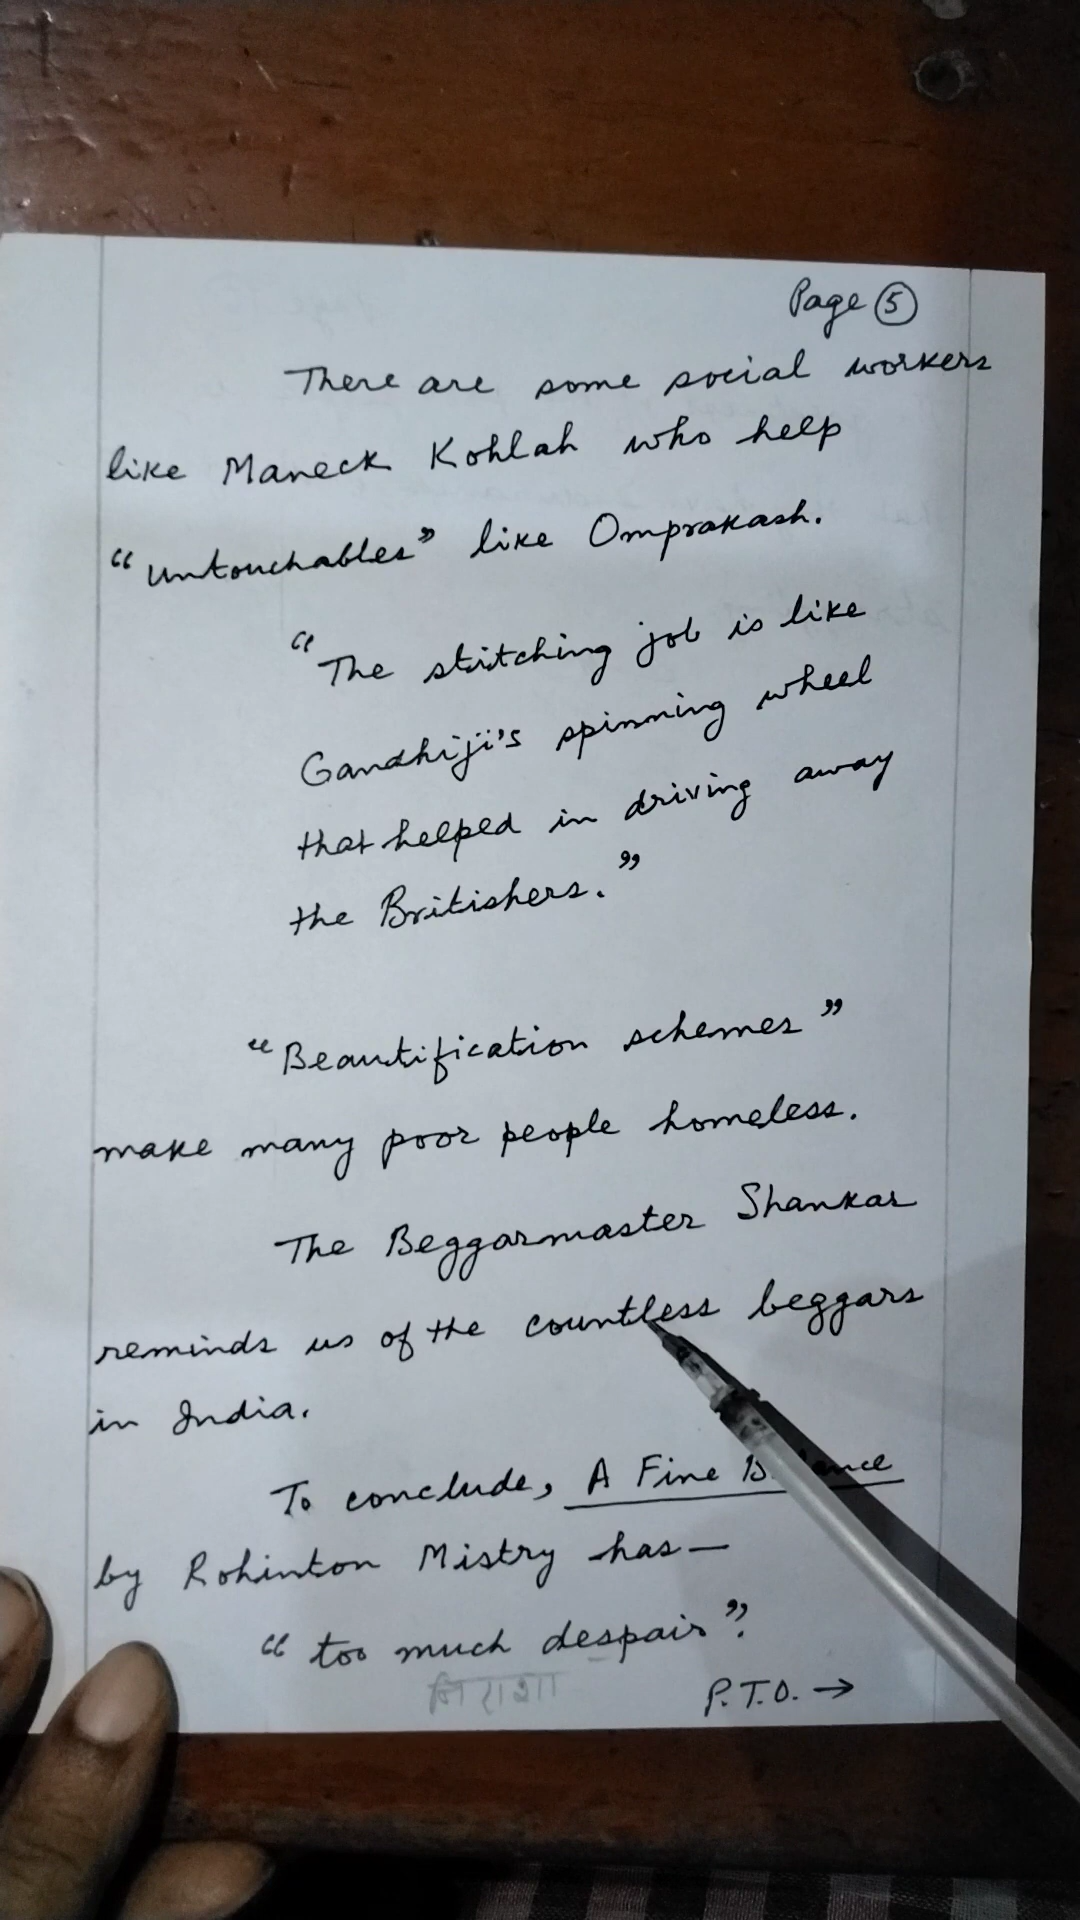 Page 5
There are some social workers
like Maneck Kohlah who help
"untouchables" like Omprakash.
"The stitching job is like
Gandhiji's spinning wheel
that helped in driving away
the Britishers."
"Beautification schemes"
make many poor people homeless.
The Beggarmaster Shankar
reminds us of the countless beggars
in India.
To conclude, A Fine
by Rohinton Mistry has—
"too much despair".
निराशा
P.T.O. →